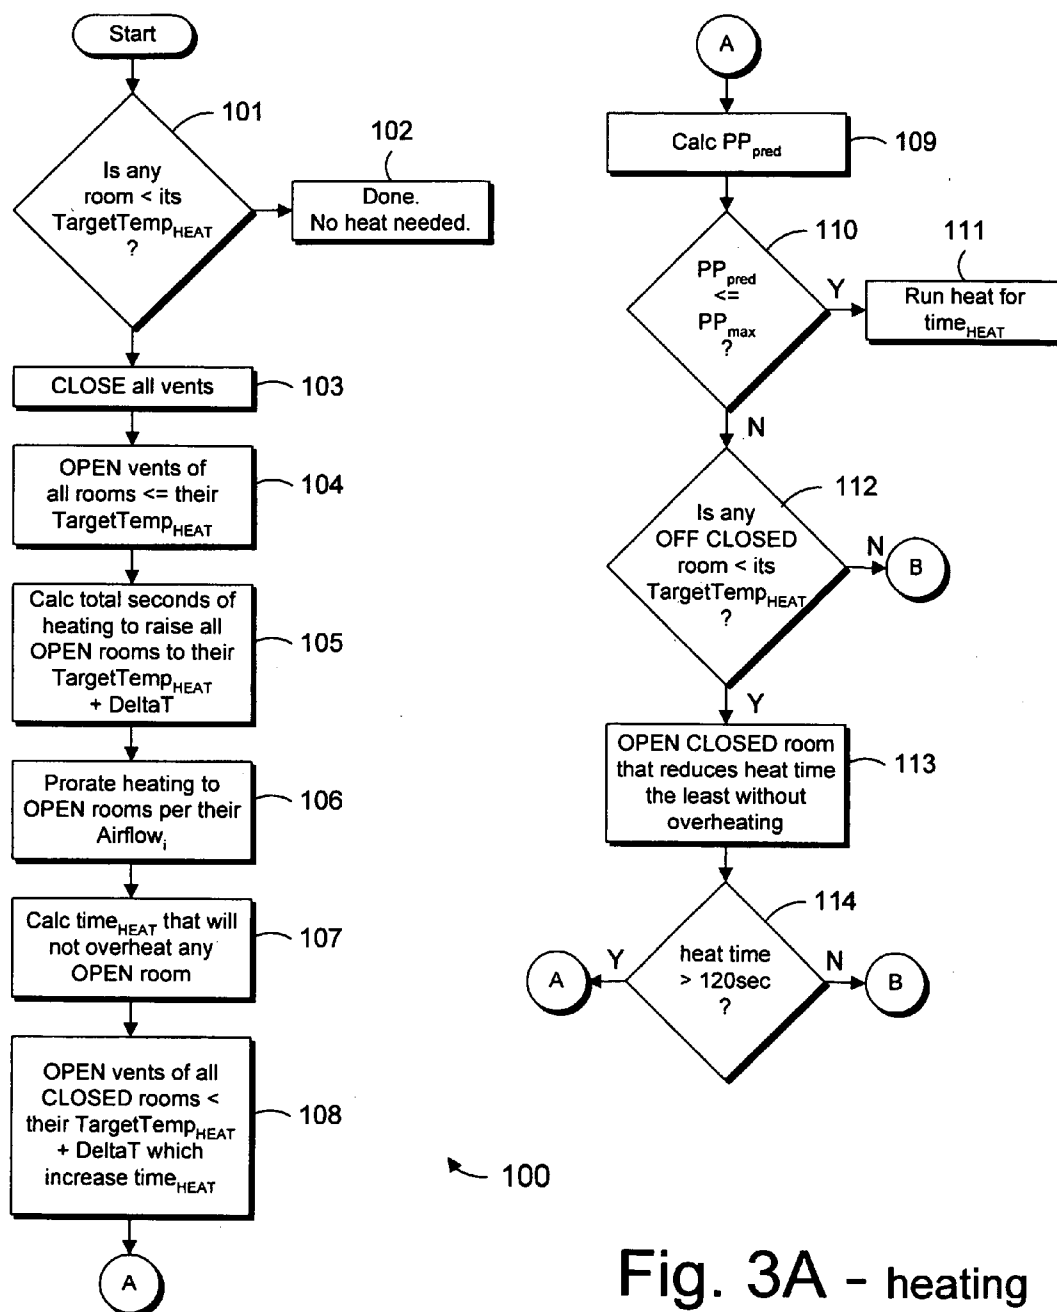 Start
101
Is any
room < its
TargetTemp_HEAT
?
102
Done.
No heat needed.
CLOSE all vents
103
OPEN vents of
all rooms <= their
TargetTemp_HEAT
104
Calc total seconds of
heating to raise all
OPEN rooms to their
TargetTemp_HEAT
+ DeltaT
105
Prorate heating to
OPEN rooms per their
Airflow_i
106
Calc time_HEAT that will
not overheat any
OPEN room
107
OPEN vents of all
CLOSED rooms <
their TargetTemp_HEAT
+ DeltaT which
increase time_HEAT
108
A
A
Calc PP_pred
109
PP_pred
<=
PP_max
?
110
Y
111
Run heat for
time_HEAT
N
112
Is any
OFF CLOSED
room < its
TargetTemp_HEAT
?
N
B
Y
OPEN CLOSED room
that reduces heat time
the least without
overheating
113
114
heat time
> 120sec
?
Y
A
N
B
100
Fig. 3A - heating